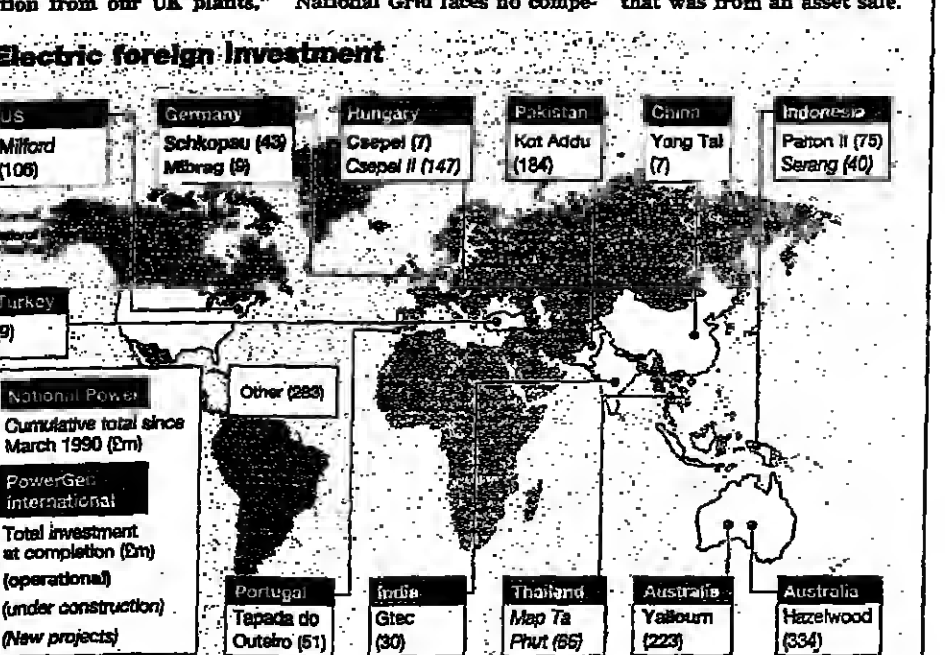 tion from our UK plants." National Grid faces no compe- that was from an asset sale.
Electric foreign investment
US
Milford
(106)
Germany
Schkopau (43)
Mibrag (9)
Hungary
Csepel (7)
Csepel II (147)
Pakistan
Kot Addu
(184)
China
Yang Tai
(7)
Indonesia
Paiton II (75)
Serang (40)
Turkey
9)
Other (283)
National Power
Cumulative total since
March 1990 (£m)
PowerGen
international
Total investment
at completion (£m)
(operational)
(under construction)
(New projects)
Portugal
Tapada do
Outeiro (51)
India
Gtec
(30)
Thailand
Map Ta
Phut (65)
Australia
Yallourn
(223)
Australia
Hazelwood
(334)